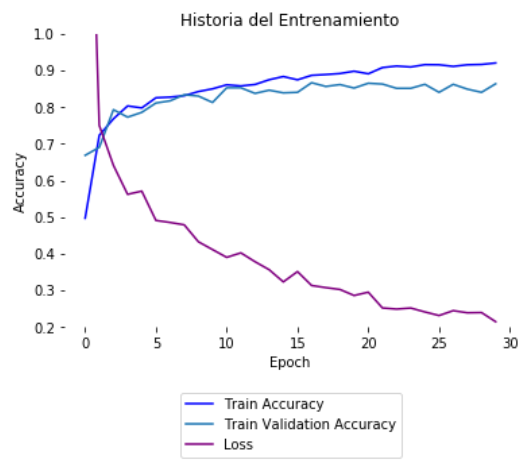 Historia del Entrenamiento
1.0
0.9
0.8
0.7
0.6
0.5
0.4
0.3
0.2
Accuracy
0 5 10 15 20 25 30
Epoch
Train Accuracy
Train Validation Accuracy
Loss